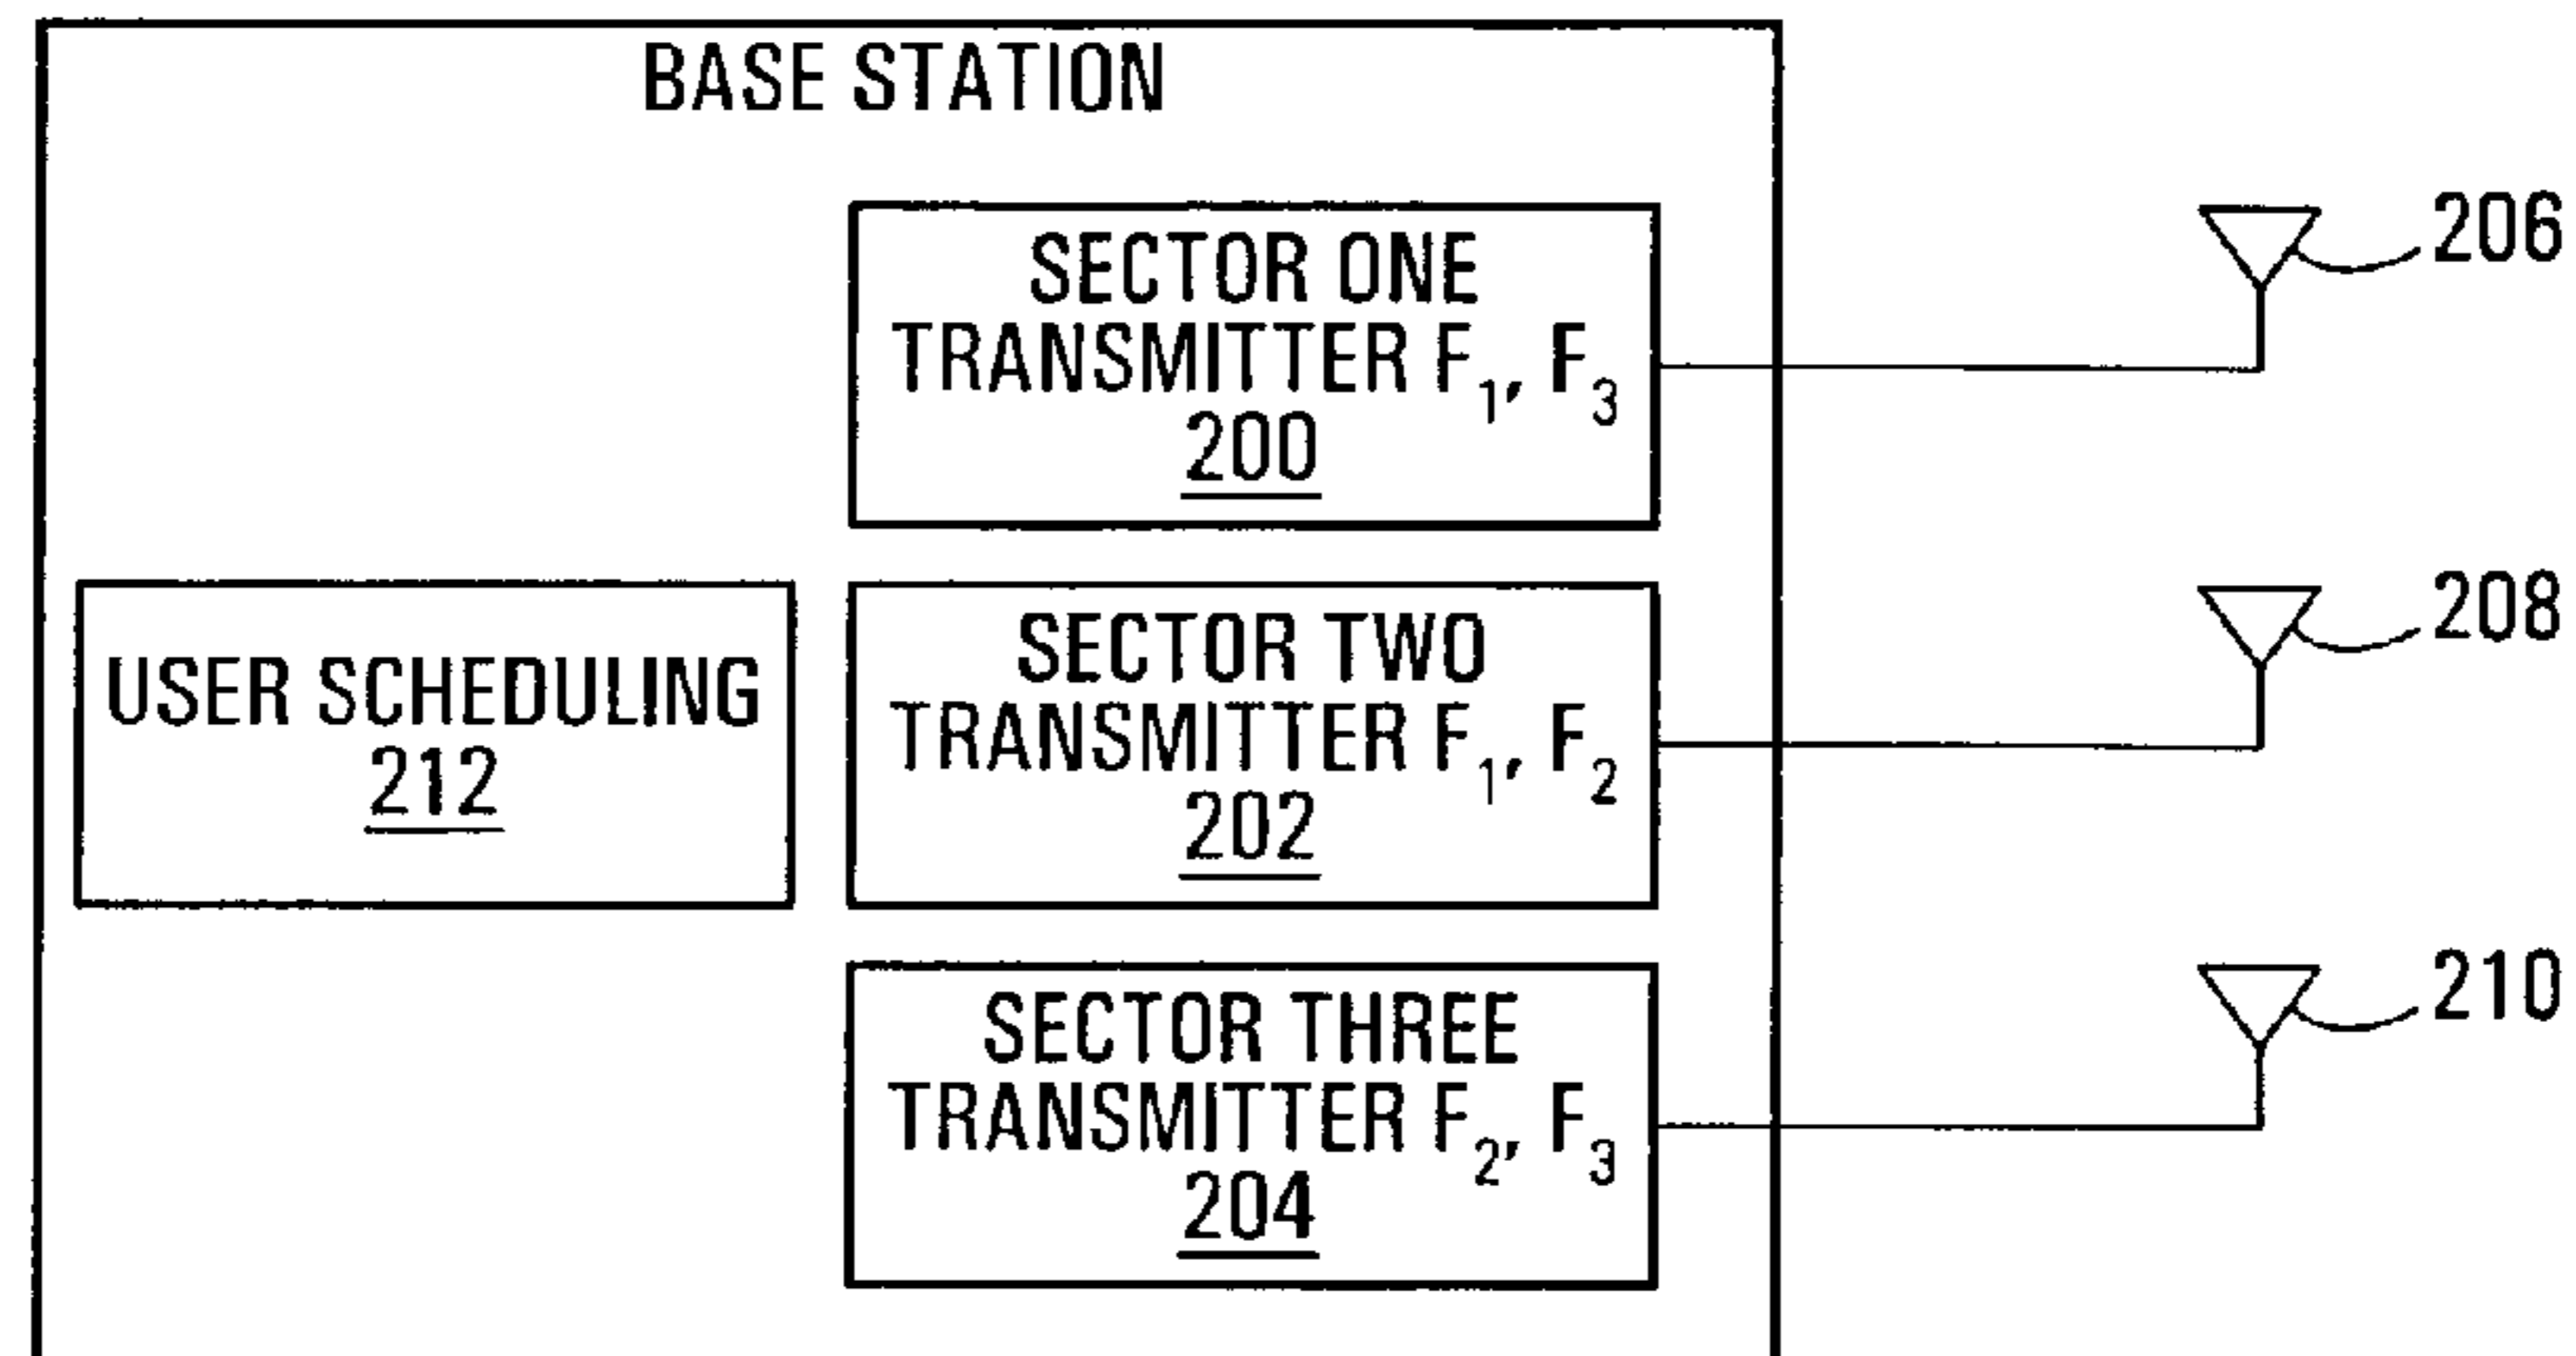 BASE STATION
SECTOR ONE
TRANSMITTER F₁, F₃
200
206
SECTOR TWO
TRANSMITTER F₁, F₂
202
208
USER SCHEDULING
212
SECTOR THREE
TRANSMITTER F₂, F₃
204
210